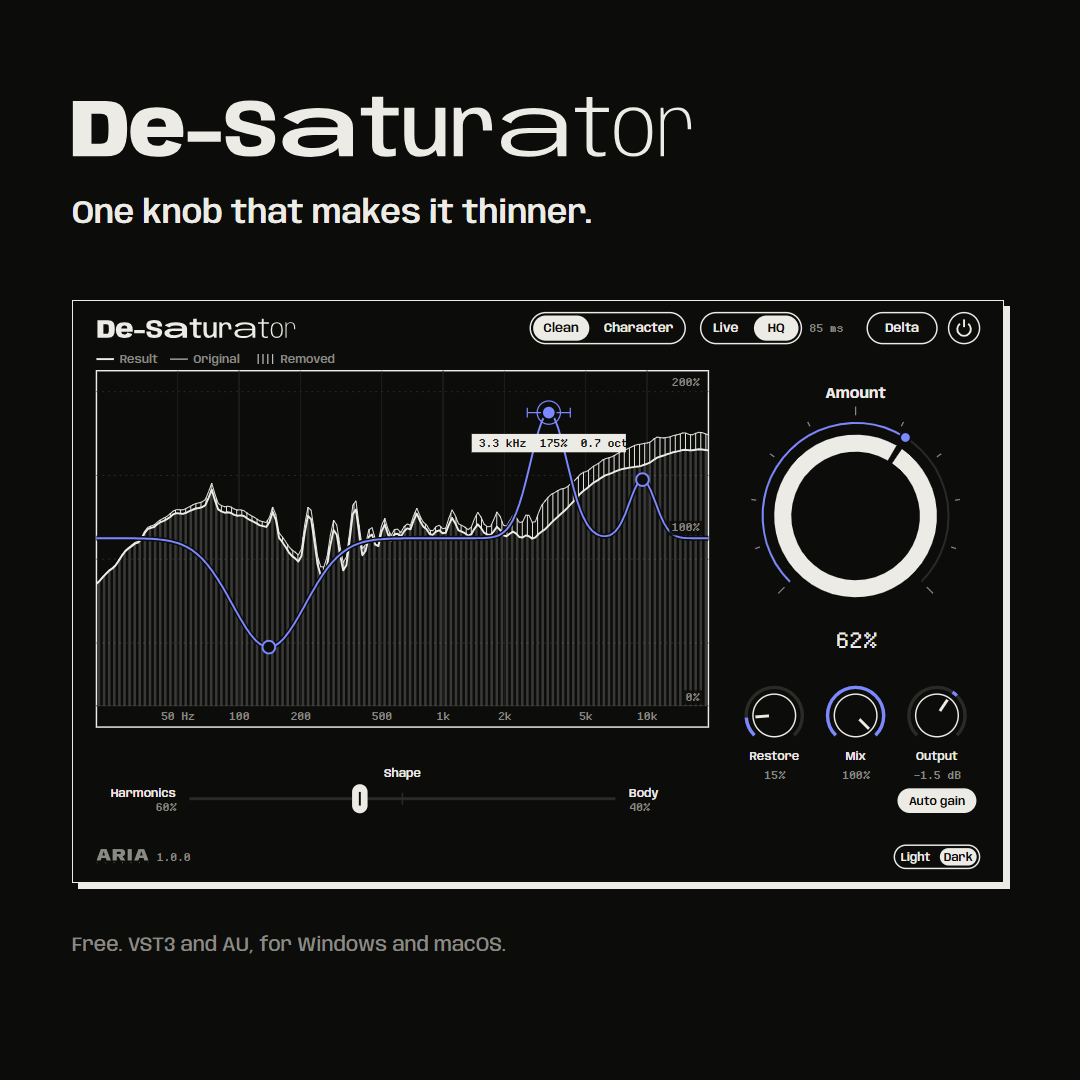 De-Saturator
One knob that makes it thinner.
De-Saturator
Clean Character
Live HQ 85 ms
Delta
Result Original Removed
200%
3.3 kHz 175% 0.7 oct
100%
0%
50 Hz 100 200 500 1k 2k 5k 10k
Amount
62%
Restore Mix Output
15% 100% -1.5 dB
Auto gain
Shape
Harmonics Body
60% 40%
ARIA 1.0.0
Light Dark
Free. VST3 and AU, for Windows and macOS.